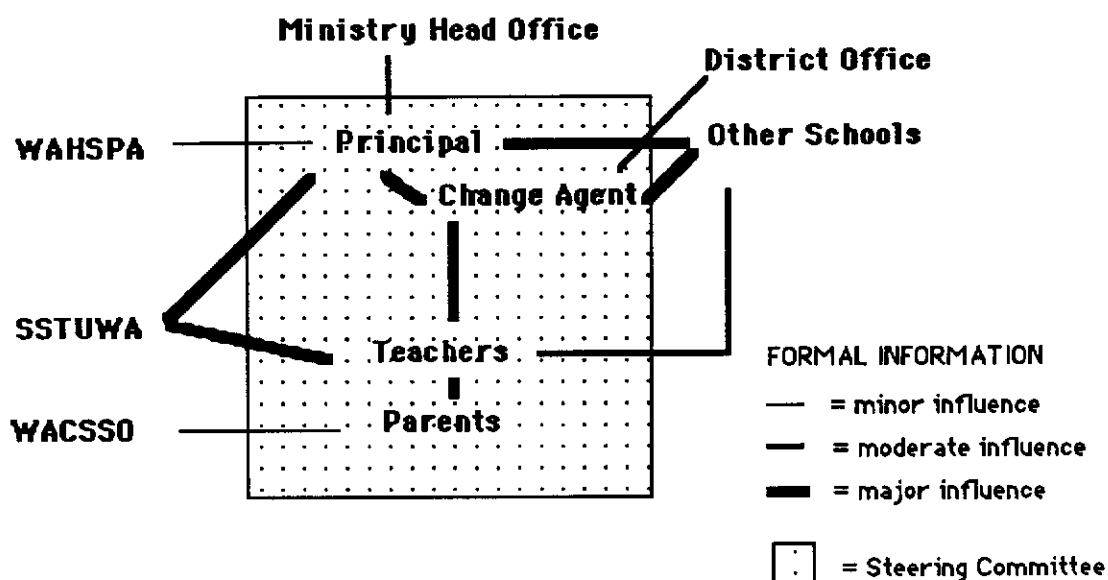 Ministry Head Office
District Office
WAHSPA
Principal
Other Schools
Change Agent
SSTUWA
Teachers
WACSSO
Parents
FORMAL INFORMATION
= minor influence
= moderate influence
= major influence
= Steering Committee